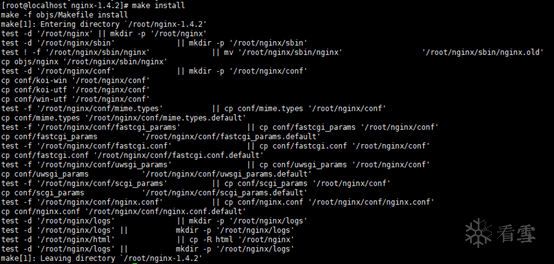 [root@localhost nginx-1.4.2]# make install
make -f objs/Makefile install
make[1]: Entering directory `/root/nginx-1.4.2'
test -d '/root/nginx' || mkdir -p '/root/nginx'
test -d '/root/nginx/sbin' || mkdir -p '/root/nginx/sbin'
test ! -f '/root/nginx/sbin/nginx' || mv '/root/nginx/sbin/nginx' '/root/nginx/sbin/nginx.old'
cp objs/nginx '/root/nginx/sbin/nginx'
test -d '/root/nginx/conf' || mkdir -p '/root/nginx/conf'
cp conf/koi-win '/root/nginx/conf'
cp conf/koi-utf '/root/nginx/conf'
cp conf/win-utf '/root/nginx/conf'
test -f '/root/nginx/conf/mime.types' || cp conf/mime.types '/root/nginx/conf'
cp conf/mime.types '/root/nginx/conf/mime.types.default'
test -f '/root/nginx/conf/fastcgi_params' || cp conf/fastcgi_params '/root/nginx/conf'
cp conf/fastcgi_params '/root/nginx/conf/fastcgi_params.default'
test -f '/root/nginx/conf/fastcgi.conf' || cp conf/fastcgi.conf '/root/nginx/conf'
cp conf/fastcgi.conf '/root/nginx/conf/fastcgi.conf.default'
test -f '/root/nginx/conf/uwsgi_params' || cp conf/uwsgi_params '/root/nginx/conf'
cp conf/uwsgi_params '/root/nginx/conf/uwsgi_params.default'
test -f '/root/nginx/conf/scgi_params' || cp conf/scgi_params '/root/nginx/conf'
cp conf/scgi_params '/root/nginx/conf/scgi_params.default'
test -f '/root/nginx/conf/nginx.conf' || cp conf/nginx.conf '/root/nginx/conf/nginx.conf'
cp conf/nginx.conf '/root/nginx/conf/nginx.conf.default'
test -d '/root/nginx/logs' || mkdir -p '/root/nginx/logs'
test -d '/root/nginx/logs' || mkdir -p '/root/nginx/logs'
test -d '/root/nginx/html' || cp -R html '/root/nginx'
test -d '/root/nginx/logs' || mkdir -p '/root/nginx/logs'
make[1]: Leaving directory `/root/nginx-1.4.2'
看雪